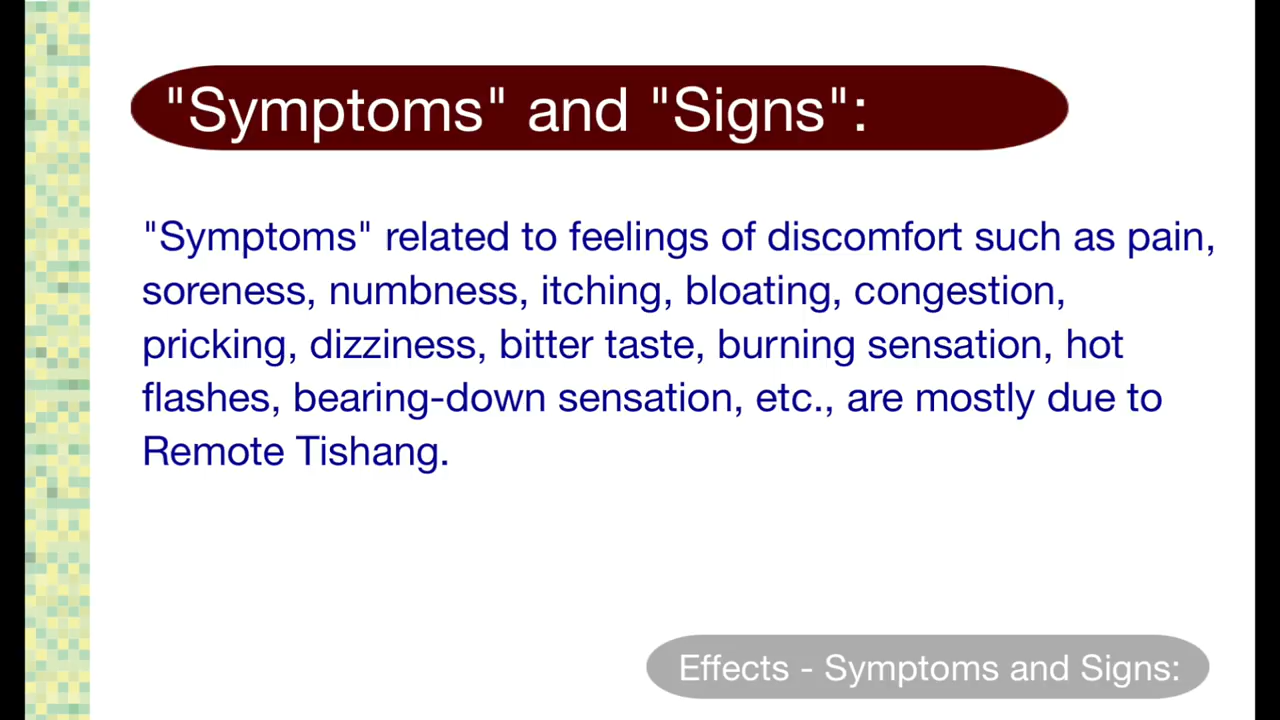 "Symptoms" and "Signs":
"Symptoms" related to feelings of discomfort such as pain,
soreness, numbness, itching, bloating, congestion,
pricking, dizziness, bitter taste, burning sensation, hot
flashes, bearing-down sensation, etc., are mostly due to
Remote Tishang.
Effects - Symptoms and Signs: